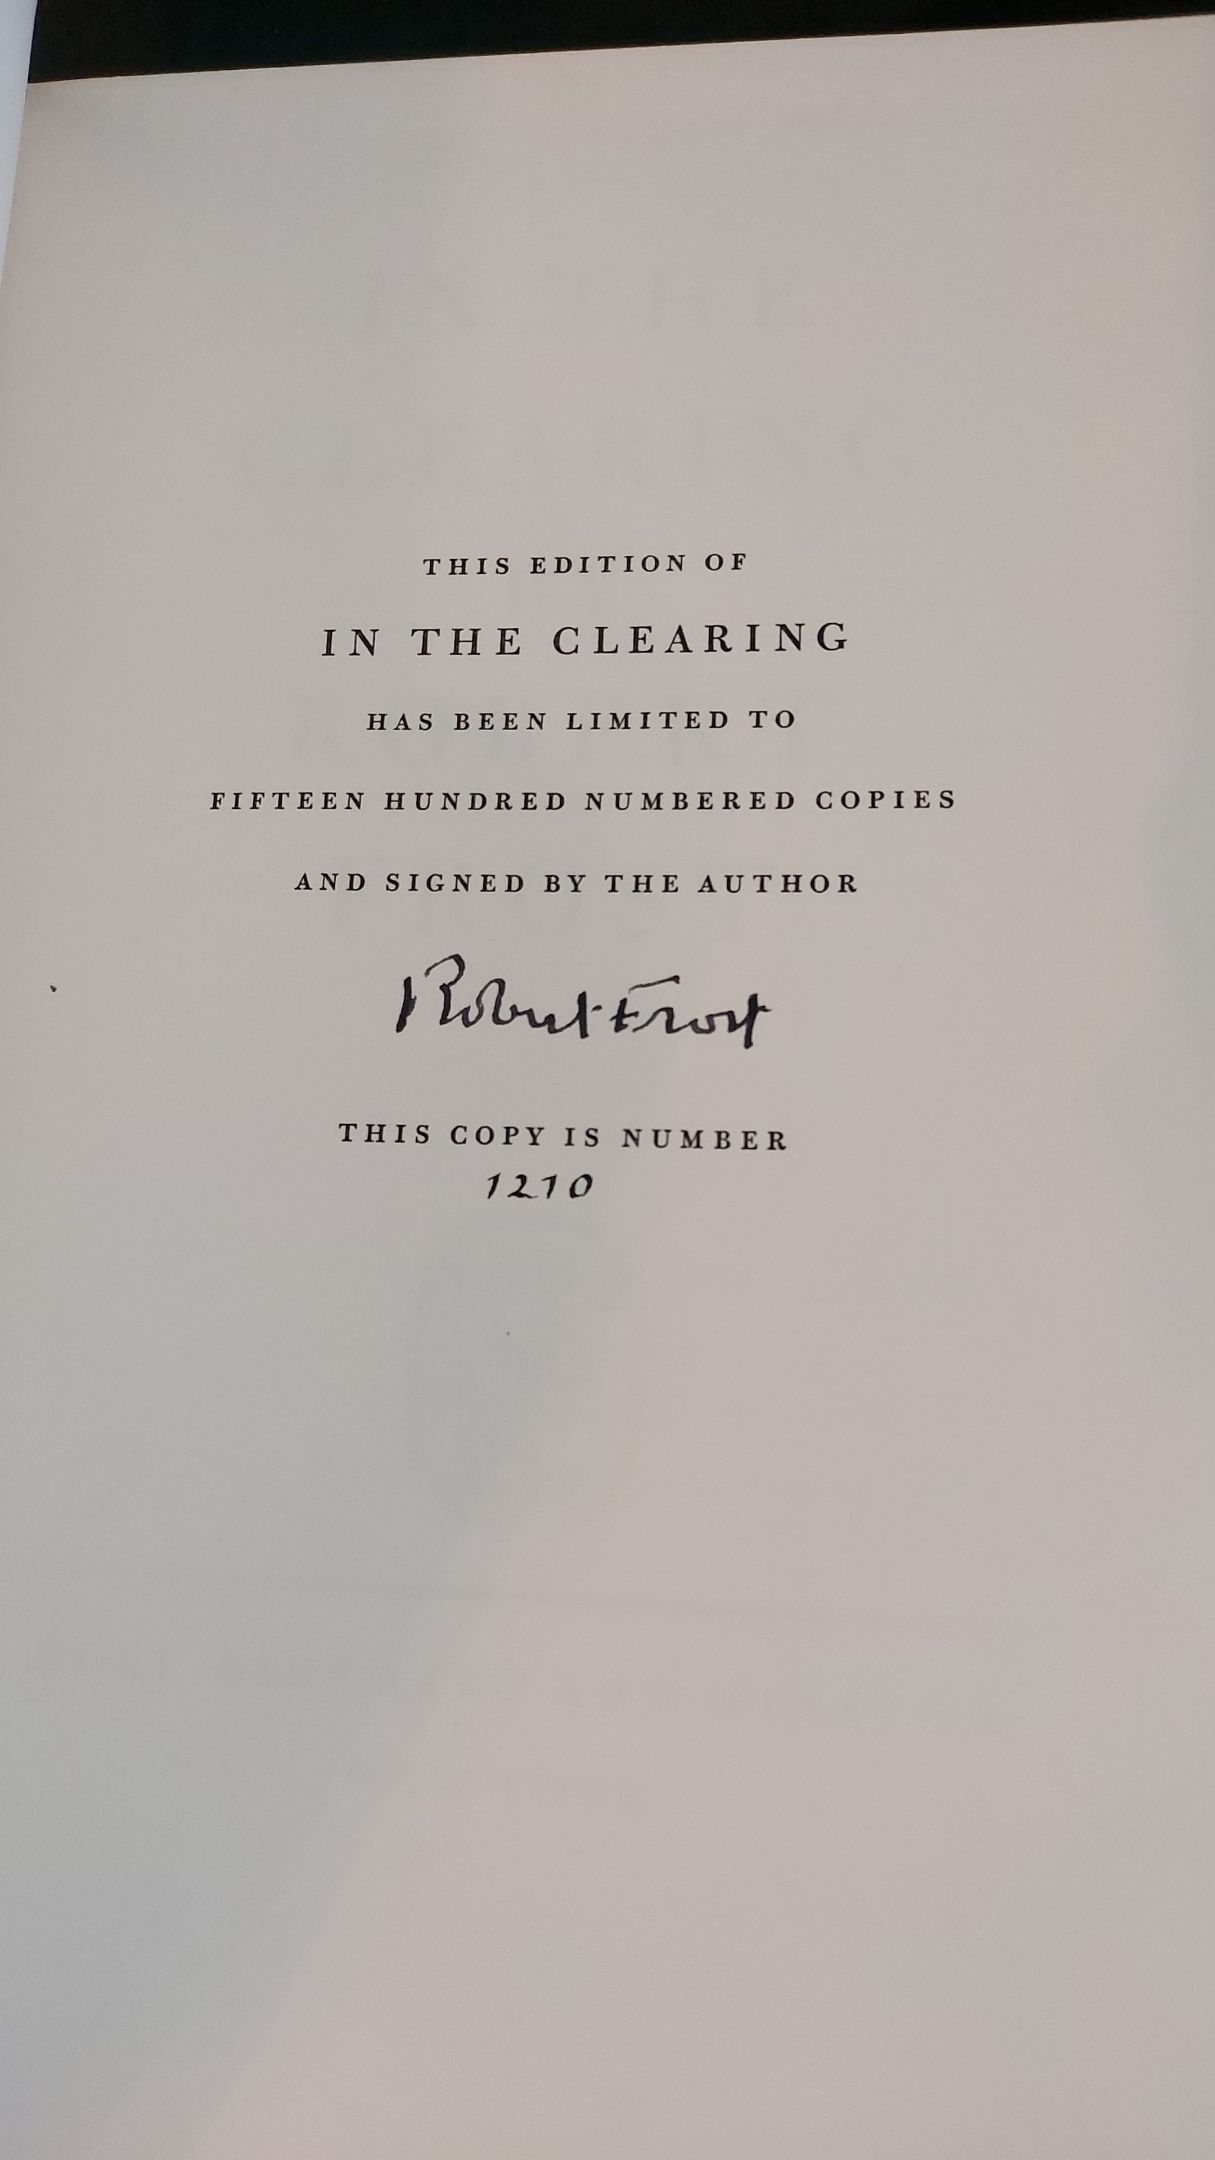 THIS EDITION OF
IN THE CLEARING
HAS BEEN LIMITED TO
FIFTEEN HUNDRED NUMBERED COPIES
AND SIGNED BY THE AUTHOR
Robert Frost
THIS COPY IS NUMBER
1210